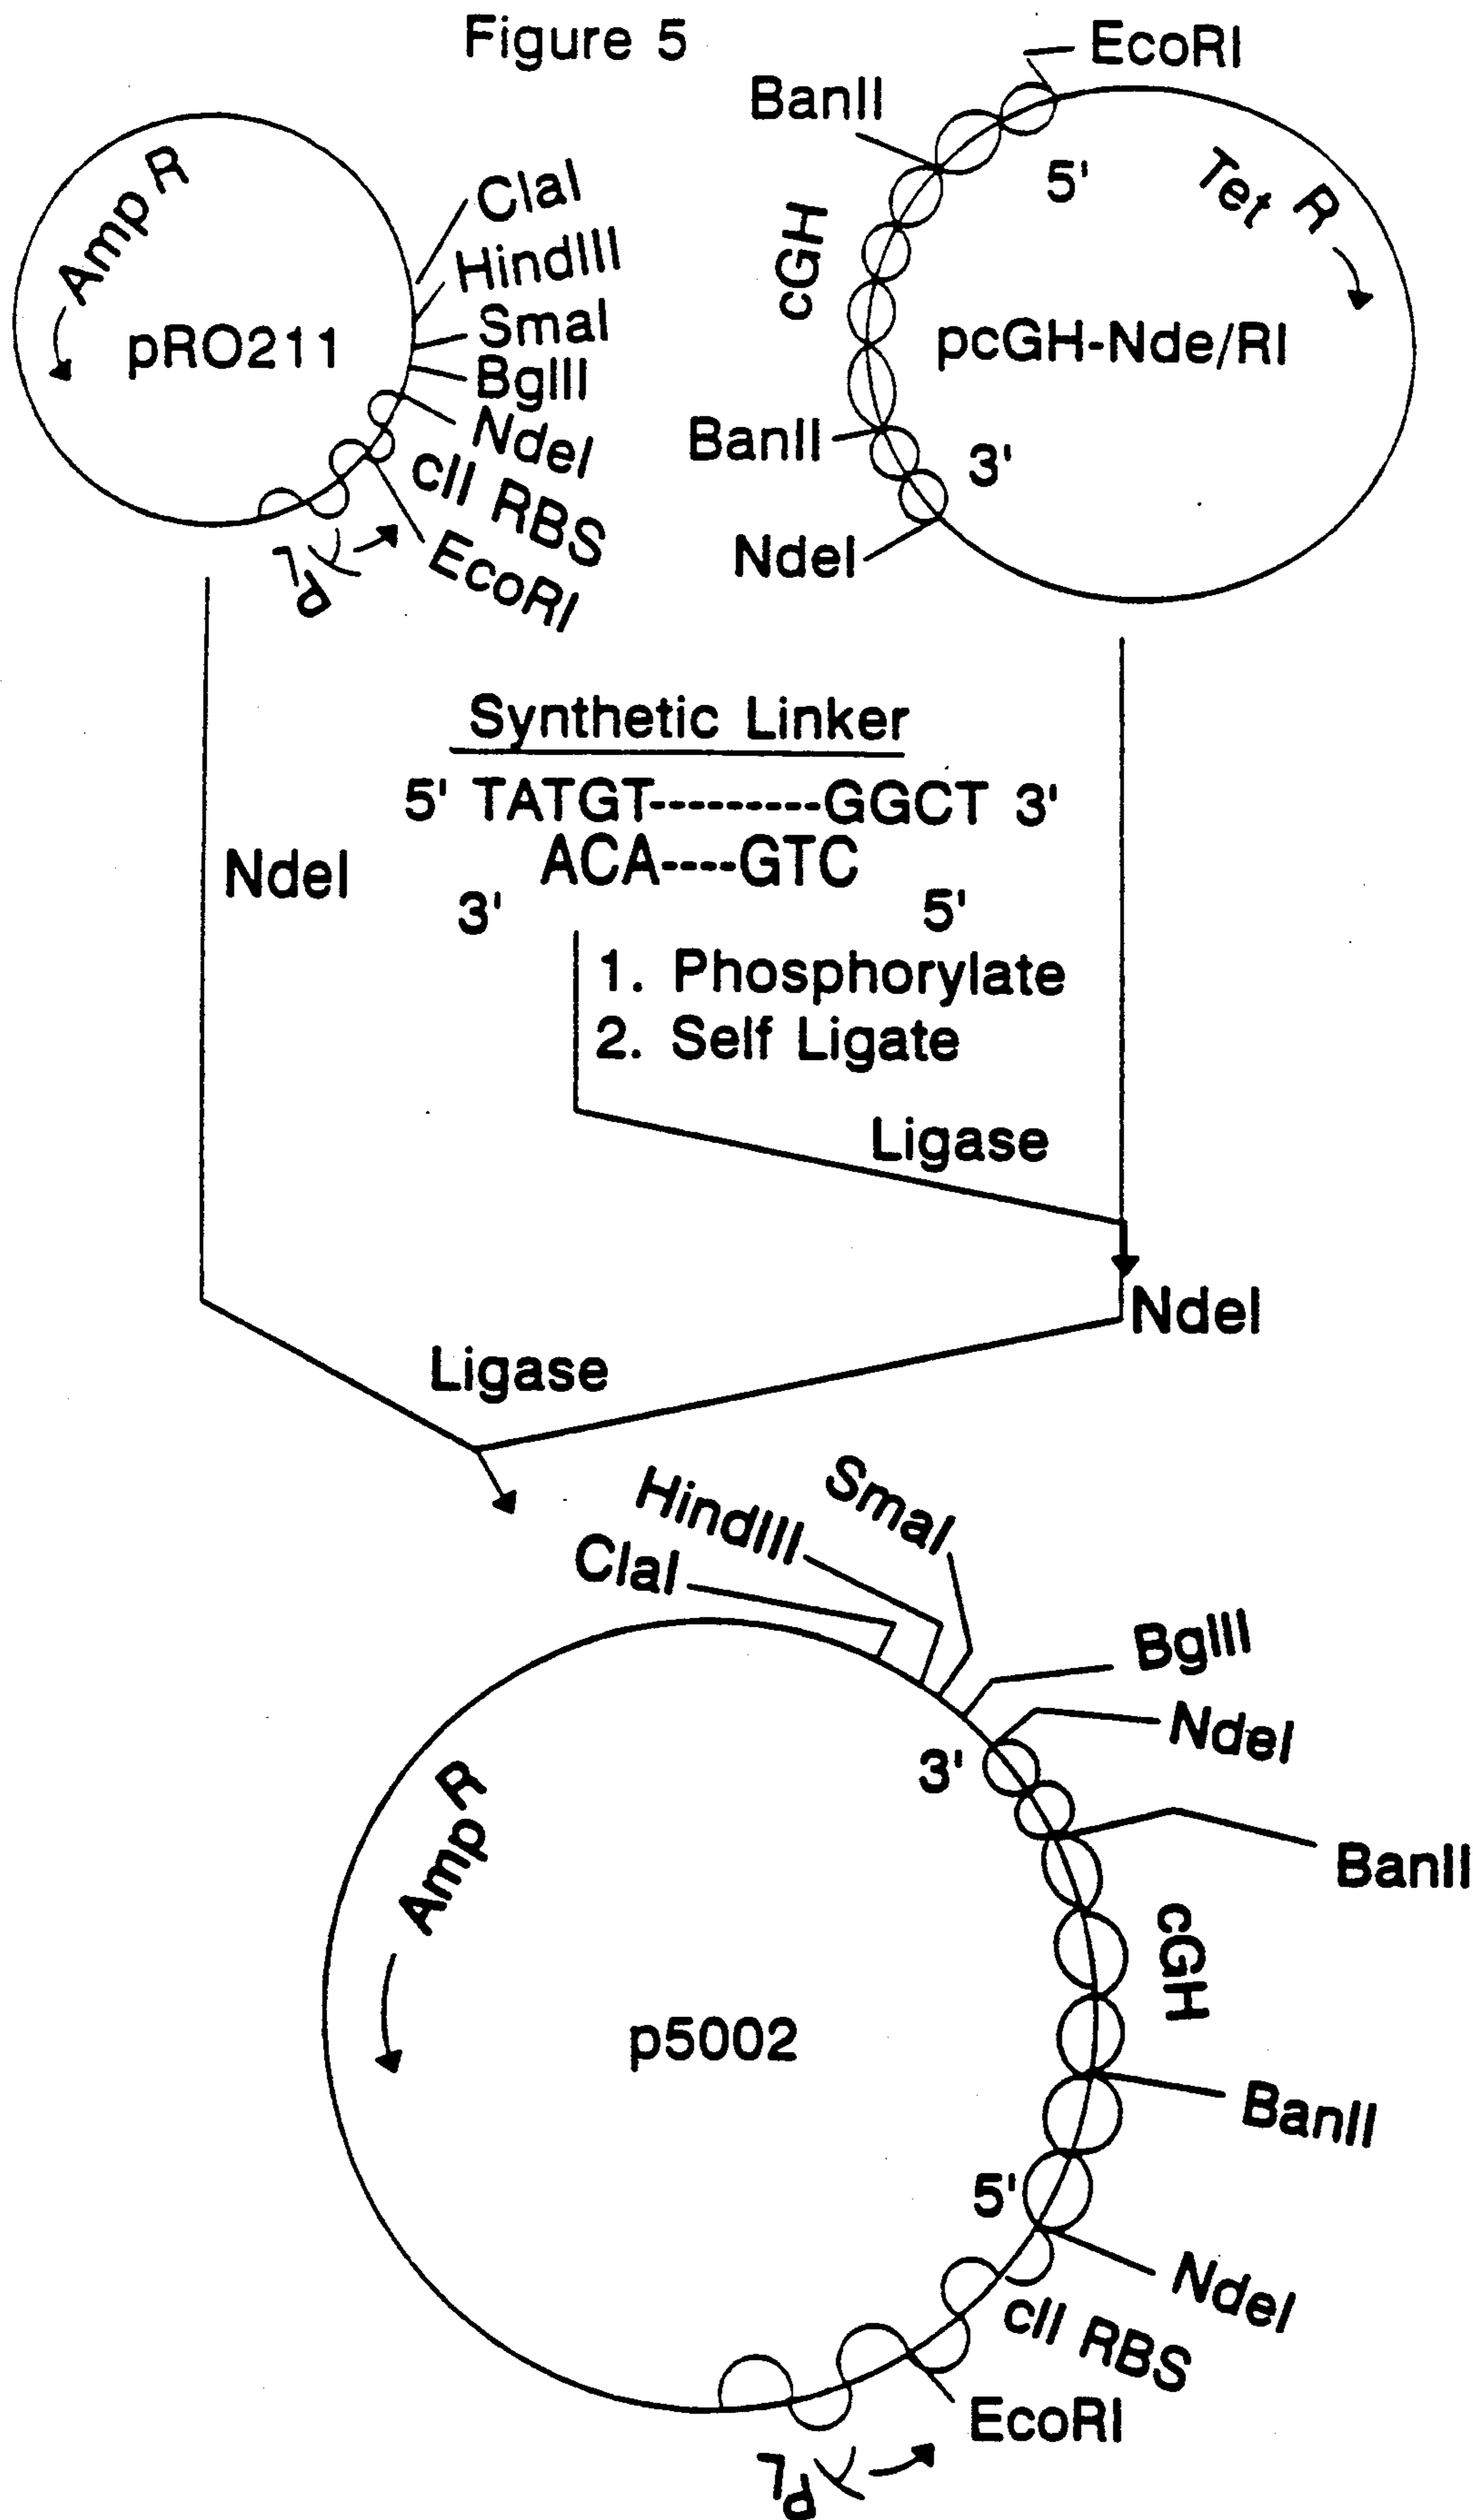 Figure 5
EcoRI
BanII
Amp R
ClaI
5'
Tet R
HindIII
cGH
SmaI
pRO211
pcGH-Nde/RI
BglII
NdeI
BanII
3'
cII RBS
NdeI
λPL
EcoRI
Synthetic Linker
5' TATGT---------GGCT 3'
ACA----GTC
NdeI
3' 5'
1. Phosphorylate
2. Self Ligate
Ligase
NdeI
Ligase
HindIII
SmaI
ClaI
BglII
NdeI
3'
Amp R
BanII
cGH
p5002
BanII
5'
NdeI
cII RBS
EcoRI
λPL